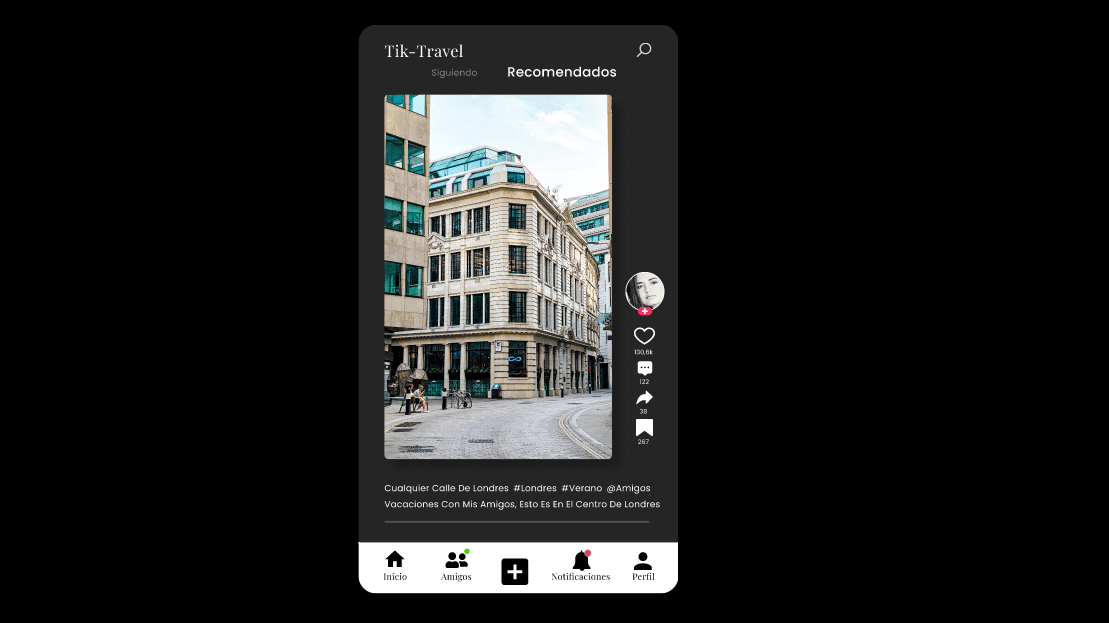 Tik-Travel
Siguiendo Recomendados
130,6k
122
38
267
Cualquier Calle De Londres #Londres #Verano @Amigos
Vacaciones Con Mis Amigos, Esto Es En El Centro De Londres
Inicio Amigos Notificaciones Perfil